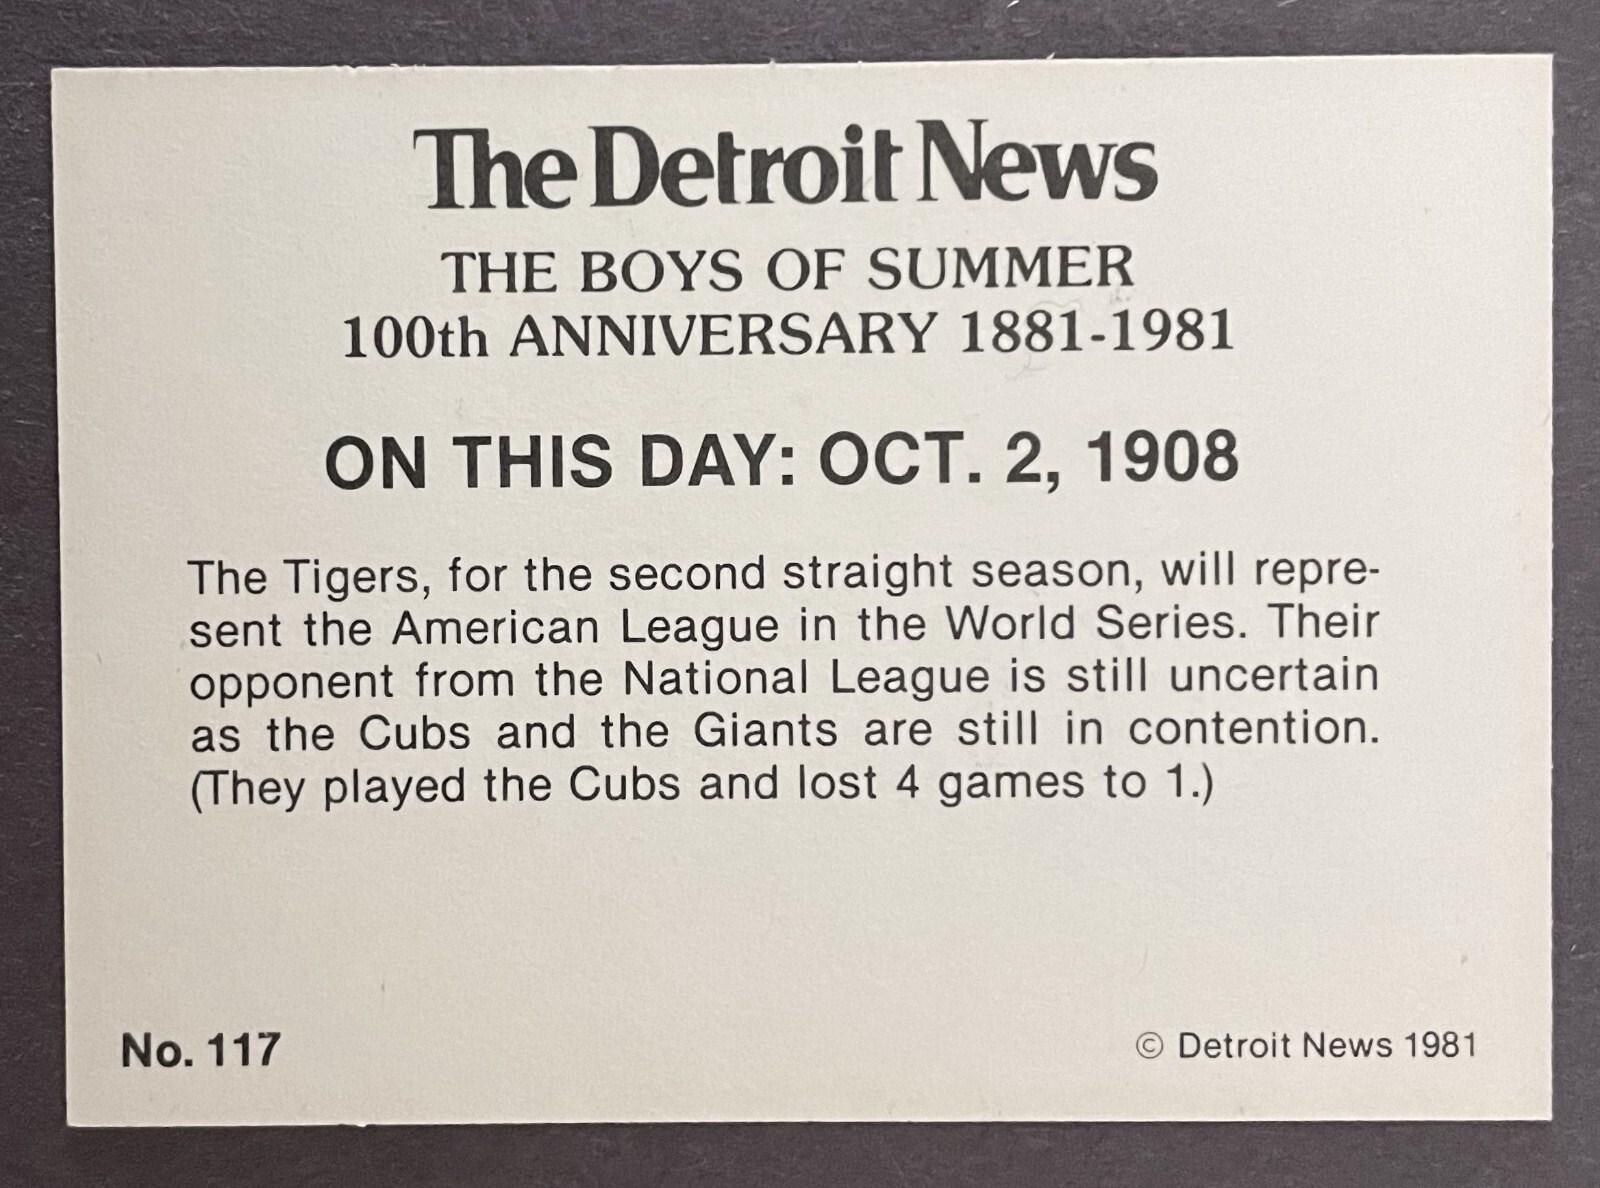 The Detroit News
THE BOYS OF SUMMER
100th ANNIVERSARY 1881-1981
ON THIS DAY: OCT. 2, 1908
The Tigers, for the second straight season, will repre-
sent the American League in the World Series. Their
opponent from the National League is still uncertain
as the Cubs and the Giants are still in contention.
(They played the Cubs and lost 4 games to 1.)
No. 117
© Detroit News 1981